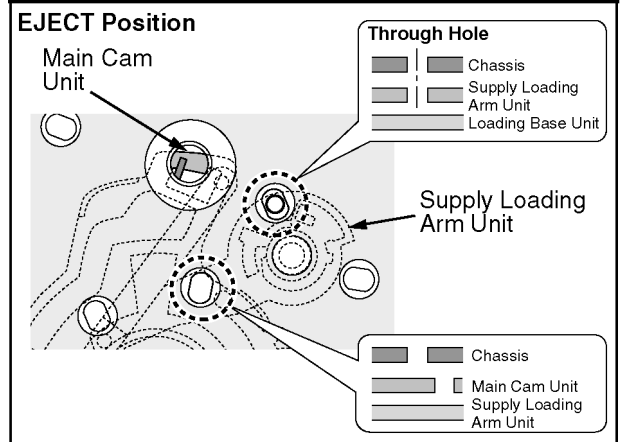 EJECT Position
Main Cam
Unit
Through Hole
Chassis
Supply Loading
Arm Unit
Loading Base Unit
Supply Loading
Arm Unit
Chassis
Main Cam Unit
Supply Loading
Arm Unit